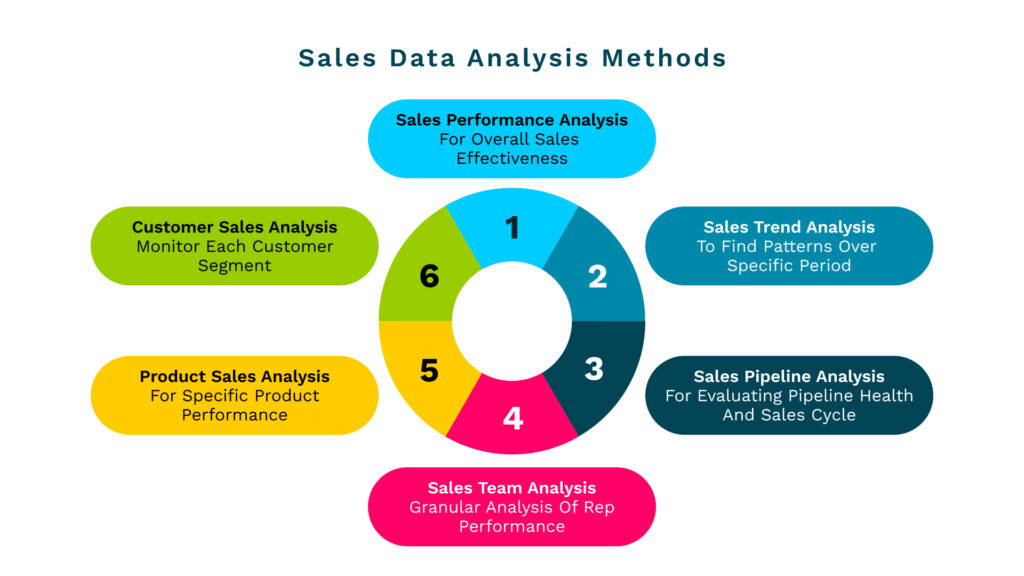 Sales Data Analysis Methods
Sales Performance Analysis
For Overall Sales
Effectiveness
1
Sales Trend Analysis
To Find Patterns Over
Specific Period
2
Sales Pipeline Analysis
For Evaluating Pipeline Health
And Sales Cycle
3
Sales Team Analysis
Granular Analysis Of Rep
Performance
4
Product Sales Analysis
For Specific Product
Performance
5
Customer Sales Analysis
Monitor Each Customer
Segment
6